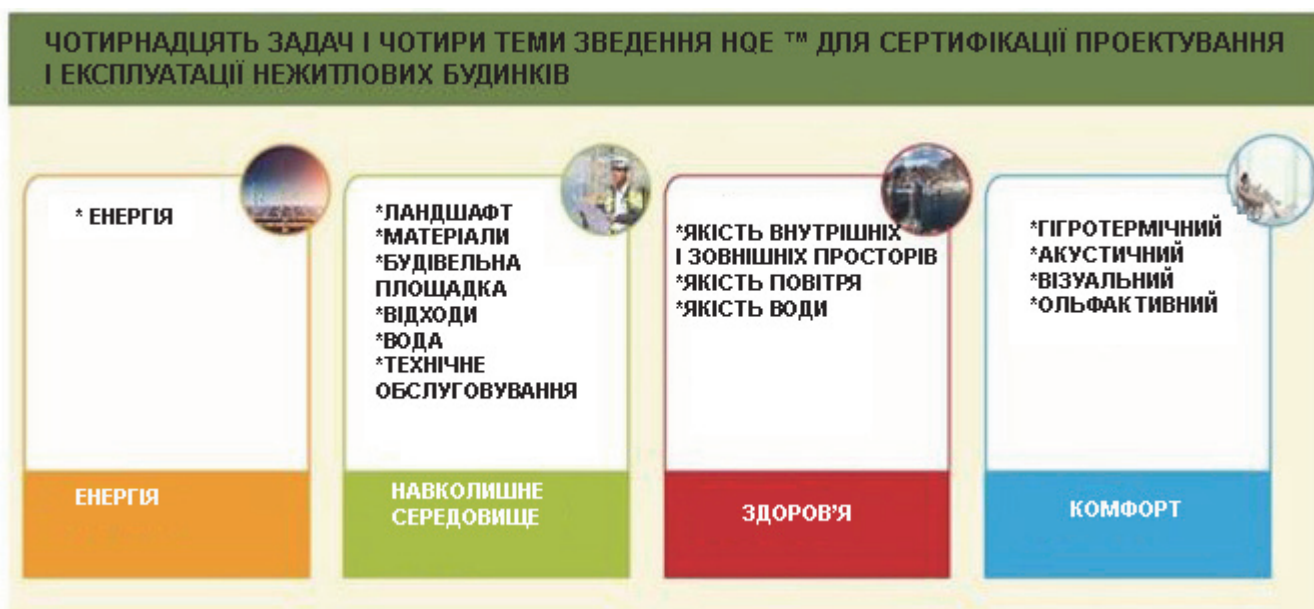 ЧОТИРНАДЦЯТЬ ЗАДАЧ І ЧОТИРИ ТЕМИ ЗВЕДЕННЯ HQE ™ ДЛЯ СЕРТИФІКАЦІЇ ПРОЕКТУВАННЯ
І ЕКСПЛУАТАЦІЇ НЕЖИТЛОВИХ БУДИНКІВ
* ЕНЕРГІЯ
ЕНЕРГІЯ
*ЛАНДШАФТ
*МАТЕРІАЛИ
*БУДІВЕЛЬНА
ПЛОЩАДКА
*ВІДХОДИ
*ВОДА
*ТЕХНІЧНЕ
ОБСЛУГОВУВАННЯ
НАВКОЛИШНЕ
СЕРЕДОВИЩЕ
*ЯКІСТЬ ВНУТРІШНІХ
І ЗОВНІШНІХ ПРОСТОРІВ
*ЯКІСТЬ ПОВІТРЯ
*ЯКІСТЬ ВОДИ
ЗДОРОВ'Я
*ГІГРОТЕРМІЧНИЙ
*АКУСТИЧНИЙ
*ВІЗУАЛЬНИЙ
*ОЛЬФАКТИВНИЙ
КОМФОРТ